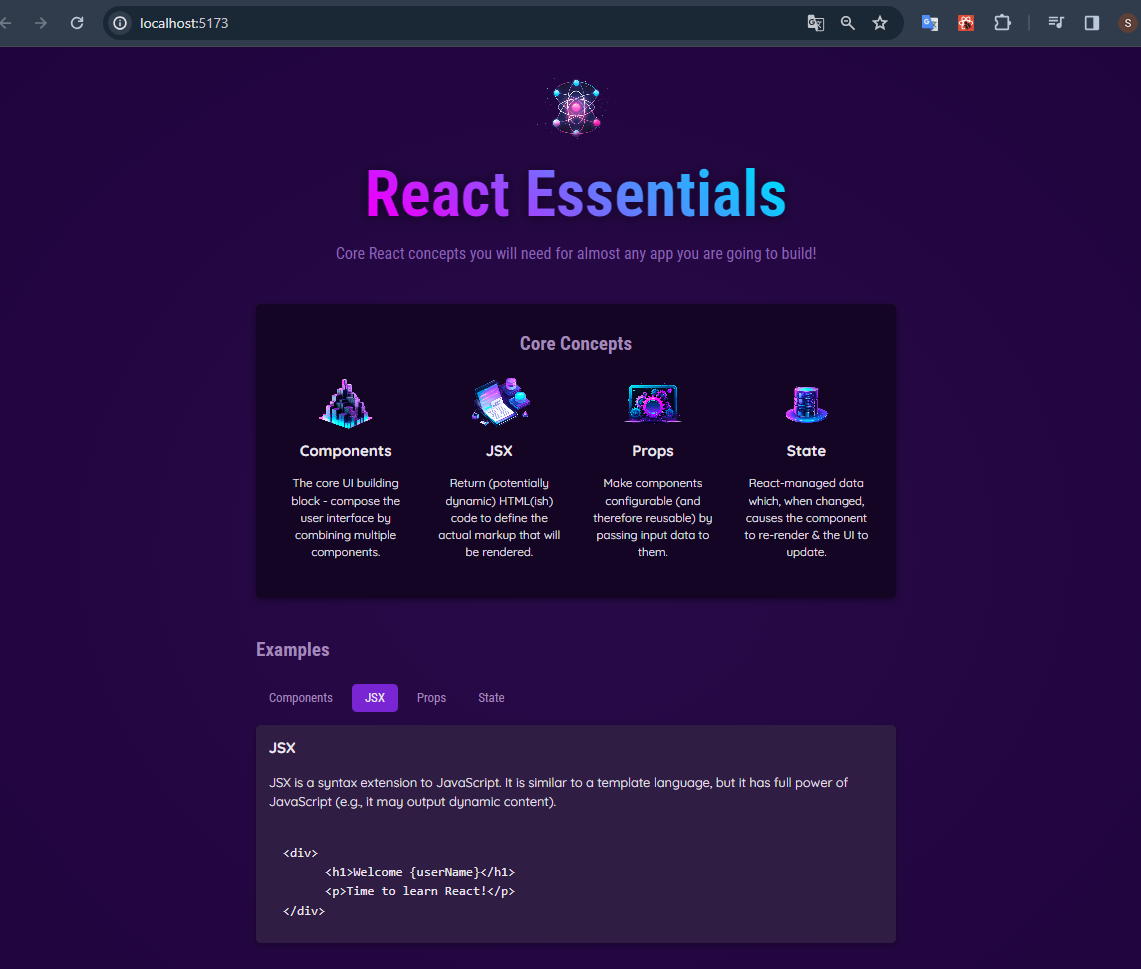 localhost:5173
S
React Essentials
Core React concepts you will need for almost any app you are going to build!
Core Concepts
Components
The core UI building
block - compose the
user interface by
combining multiple
components.
JSX
Return (potentially
dynamic) HTML(ish)
code to define the
actual markup that will
be rendered.
Props
Make components
configurable (and
therefore reusable) by
passing input data to
them.
State
React-managed data
which, when changed,
causes the component
to re-render & the UI to
update.
Examples
Components JSX Props State
JSX
JSX is a syntax extension to JavaScript. It is similar to a template language, but it has full power of
JavaScript (e.g., it may output dynamic content).
<div>
<h1>Welcome {userName}</h1>
<p>Time to learn React!</p>
</div>